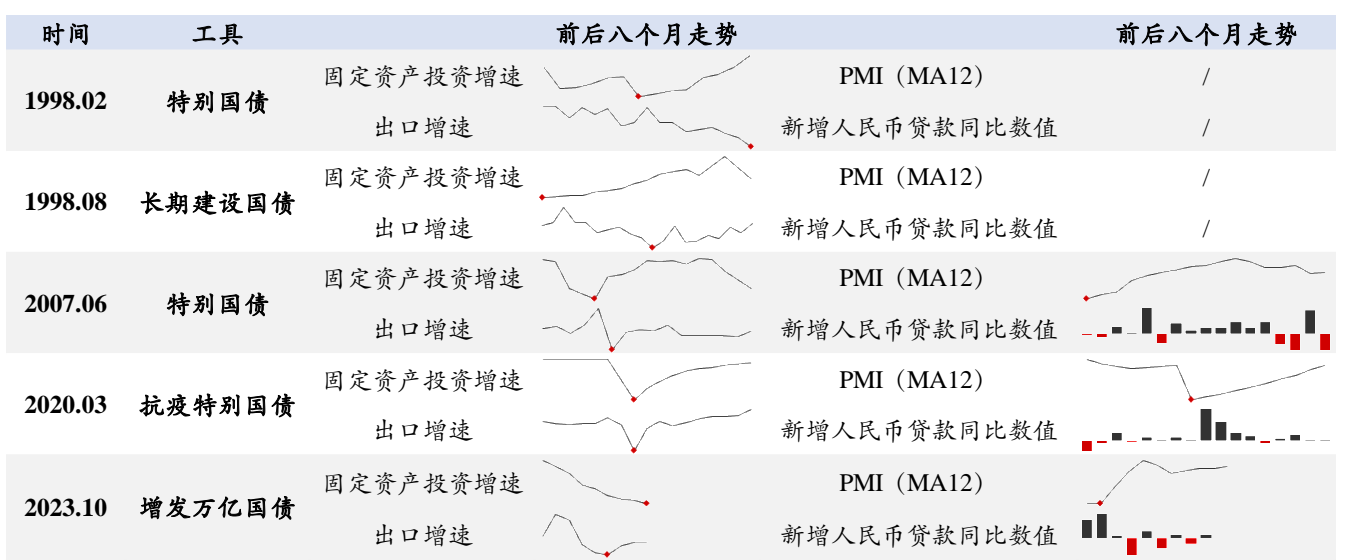 时间 工具 前后八个月走势 前后八个月走势
固定资产投资增速 PMI（MA12） /
1998.02 特别国债
出口增速 新增人民币贷款同比数值 /
固定资产投资增速 PMI（MA12） /
1998.08 长期建设国债
出口增速 新增人民币贷款同比数值 /
固定资产投资增速 PMI（MA12）
2007.06 特别国债
出口增速 新增人民币贷款同比数值
固定资产投资增速 PMI（MA12）
2020.03 抗疫特别国债
出口增速 新增人民币贷款同比数值
固定资产投资增速 PMI（MA12）
2023.10 增发万亿国债
出口增速 新增人民币贷款同比数值